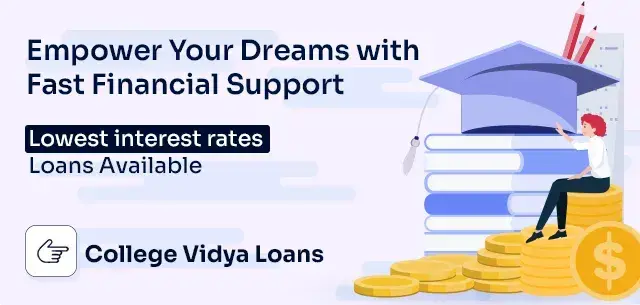 Empower Your Dreams with
Fast Financial Support
Lowest interest rates
Loans Available
College Vidya Loans
$